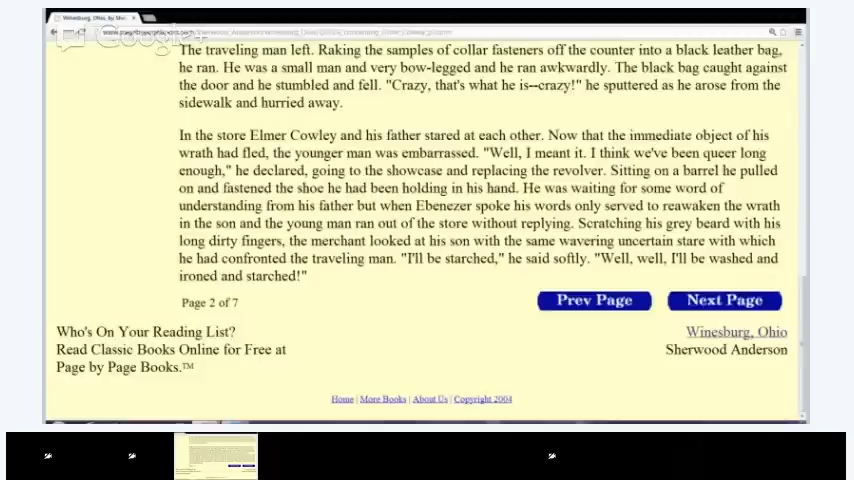 Winesburg, Ohio, by Sher
Google+
The traveling man left. Raking the samples of collar fasteners off the counter into a black leather bag,
he ran. He was a small man and very bow-legged and he ran awkwardly. The black bag caught against
the door and he stumbled and fell. "Crazy, that's what he is--crazy!" he sputtered as he arose from the
sidewalk and hurried away.
In the store Elmer Cowley and his father stared at each other. Now that the immediate object of his
wrath had fled, the younger man was embarrassed. "Well, I meant it. I think we've been queer long
enough," he declared, going to the showcase and replacing the revolver. Sitting on a barrel he pulled
on and fastened the shoe he had been holding in his hand. He was waiting for some word of
understanding from his father but when Ebenezer spoke his words only served to reawaken the wrath
in the son and the young man ran out of the store without replying. Scratching his grey beard with his
long dirty fingers, the merchant looked at his son with the same wavering uncertain stare with which
he had confronted the traveling man. "I'll be starched," he said softly. "Well, well, I'll be washed and
ironed and starched!"
Page 2 of 7
Prev Page
Next Page
Who's On Your Reading List?
Read Classic Books Online for Free at
Page by Page Books.™
Winesburg, Ohio
Sherwood Anderson
Home | More Books | About Us | Copyright 2004